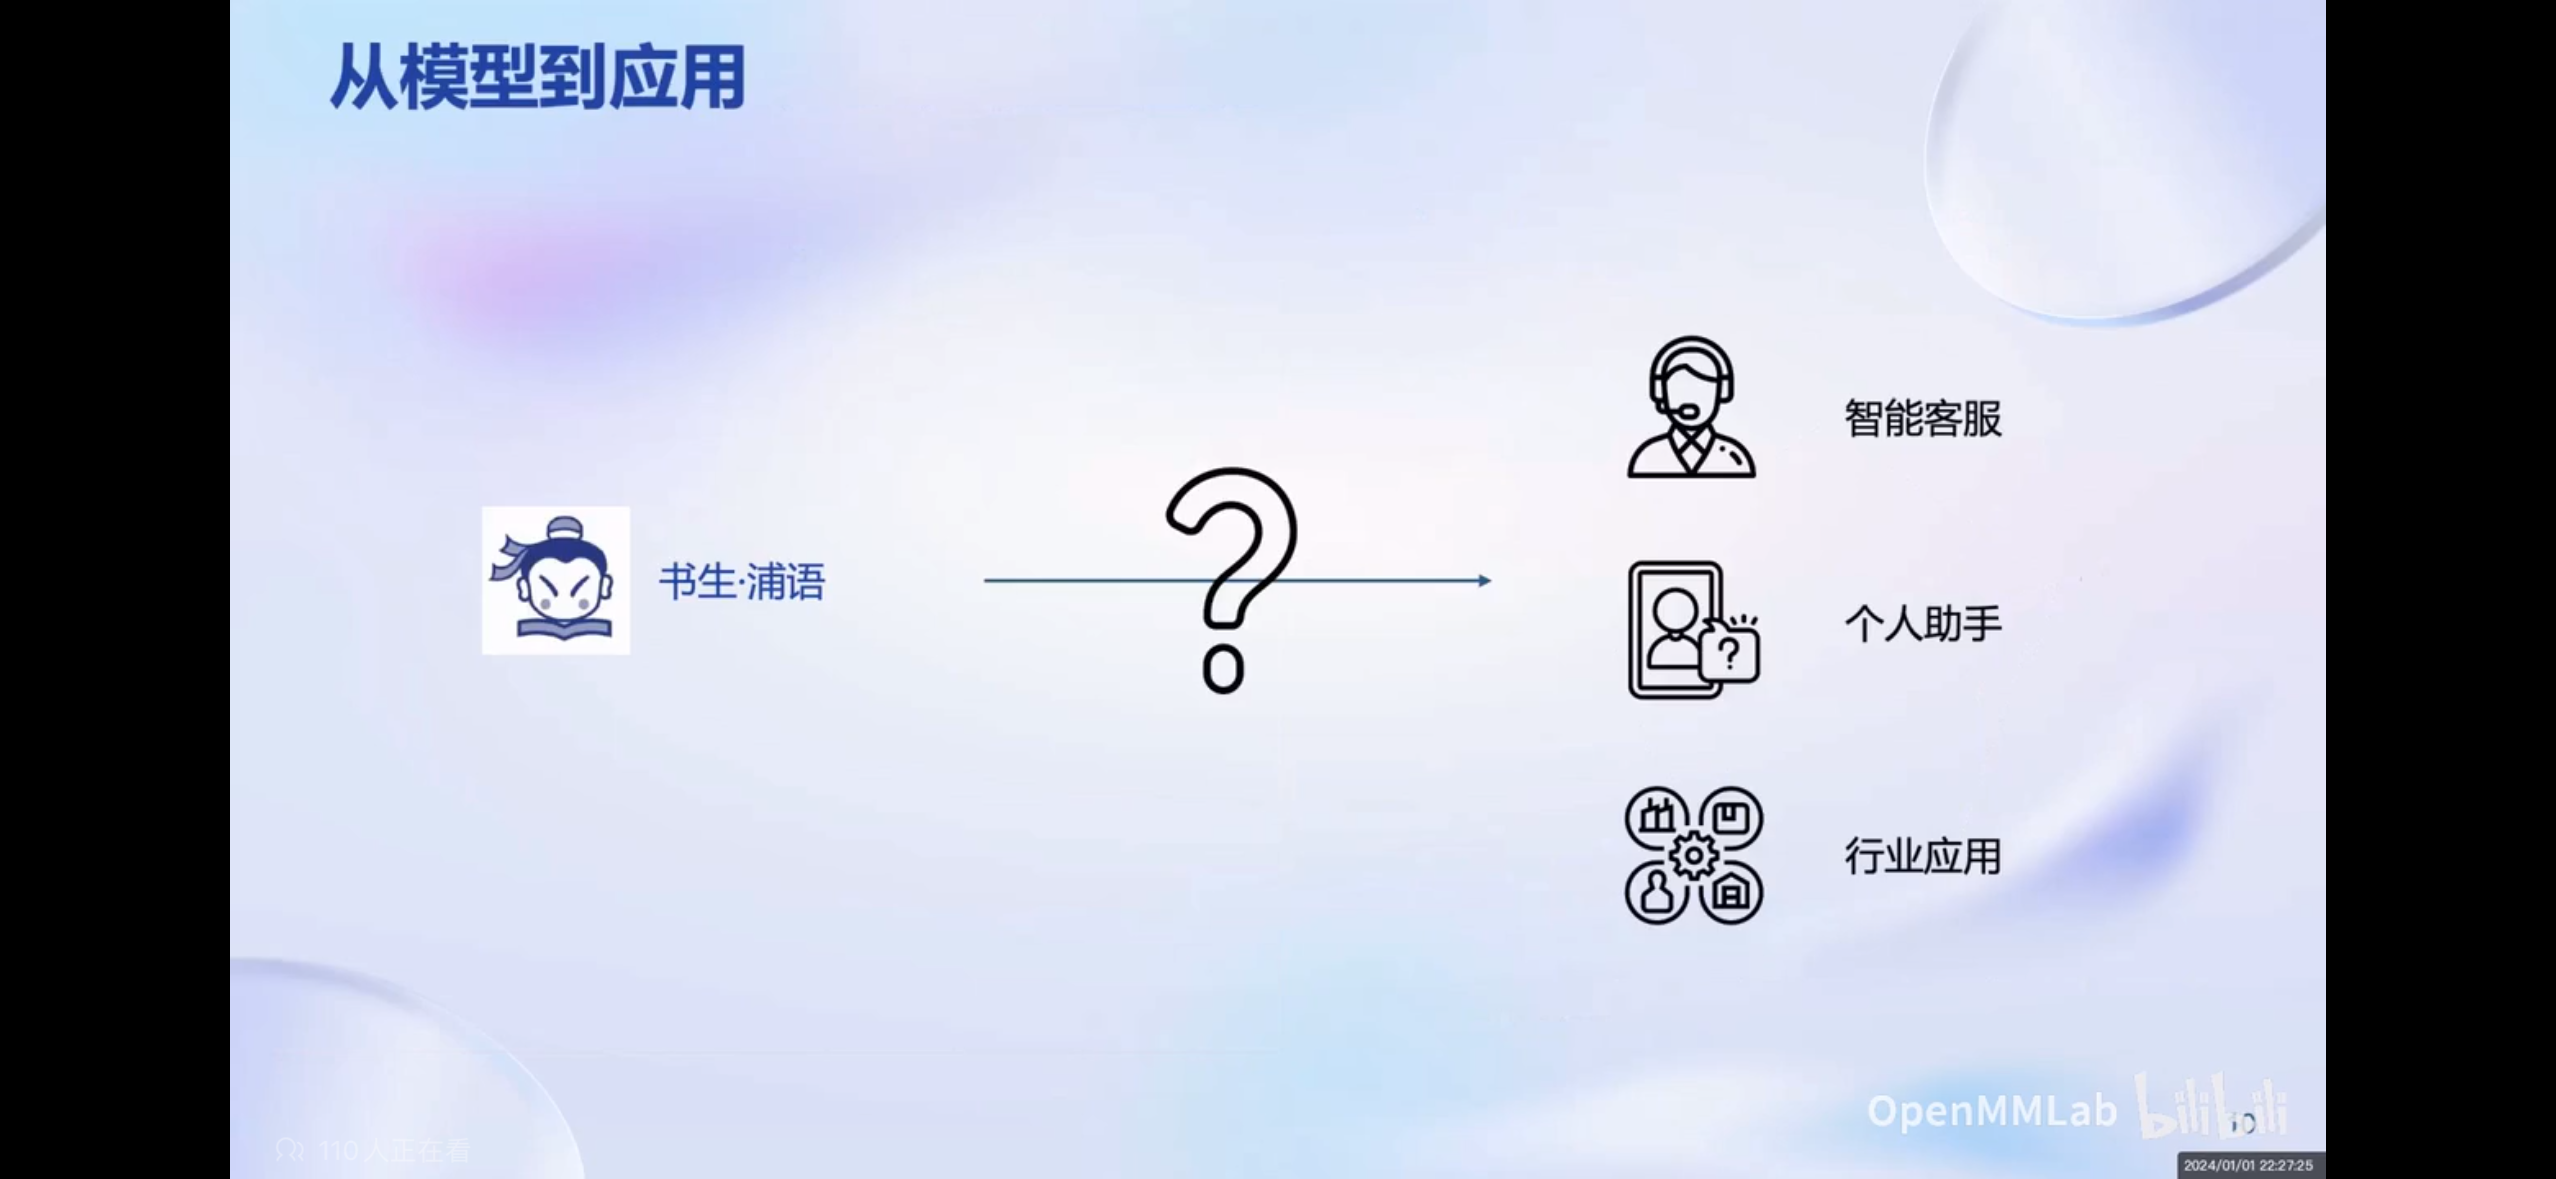 从模型到应用
智能客服
书生·浦语
个人助手
行业应用
OpenMMLab bilibili
10
110人正在看
2024/01/01 22:27:25